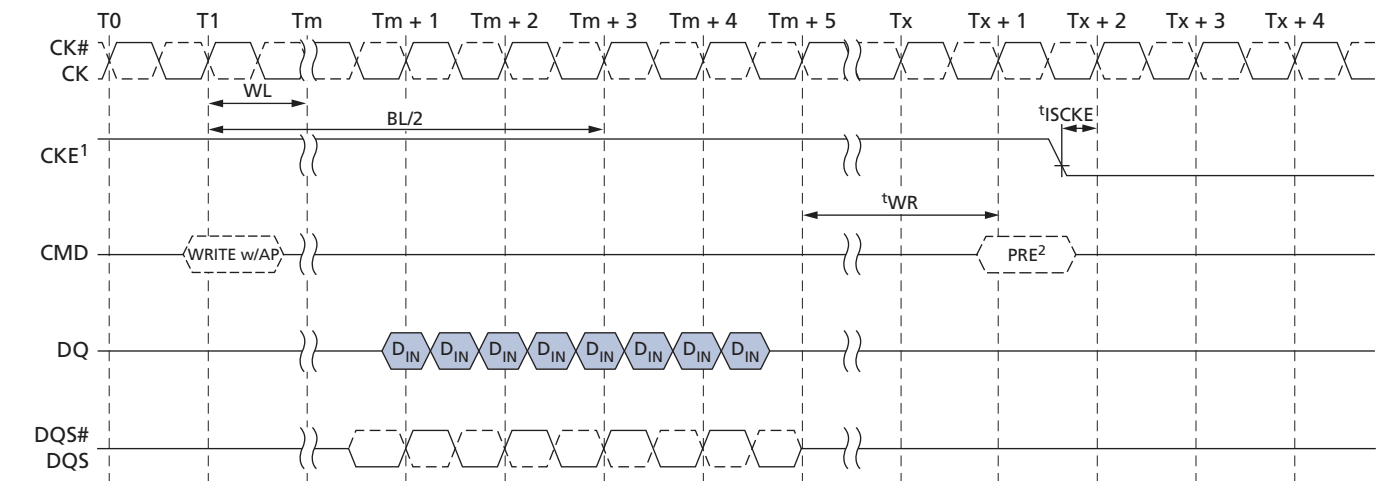 T0 T1 Tm Tm + 1 Tm + 2 Tm + 3 Tm + 4 Tm + 5 Tx Tx + 1 Tx + 2 Tx + 3 Tx + 4
CK#
CK
WL
BL/2
tISCKE
CKE1
tWR
CMD WRITE w/AP PRE2
DQ DIN DIN DIN DIN DIN DIN DIN DIN
DQS#
DQS